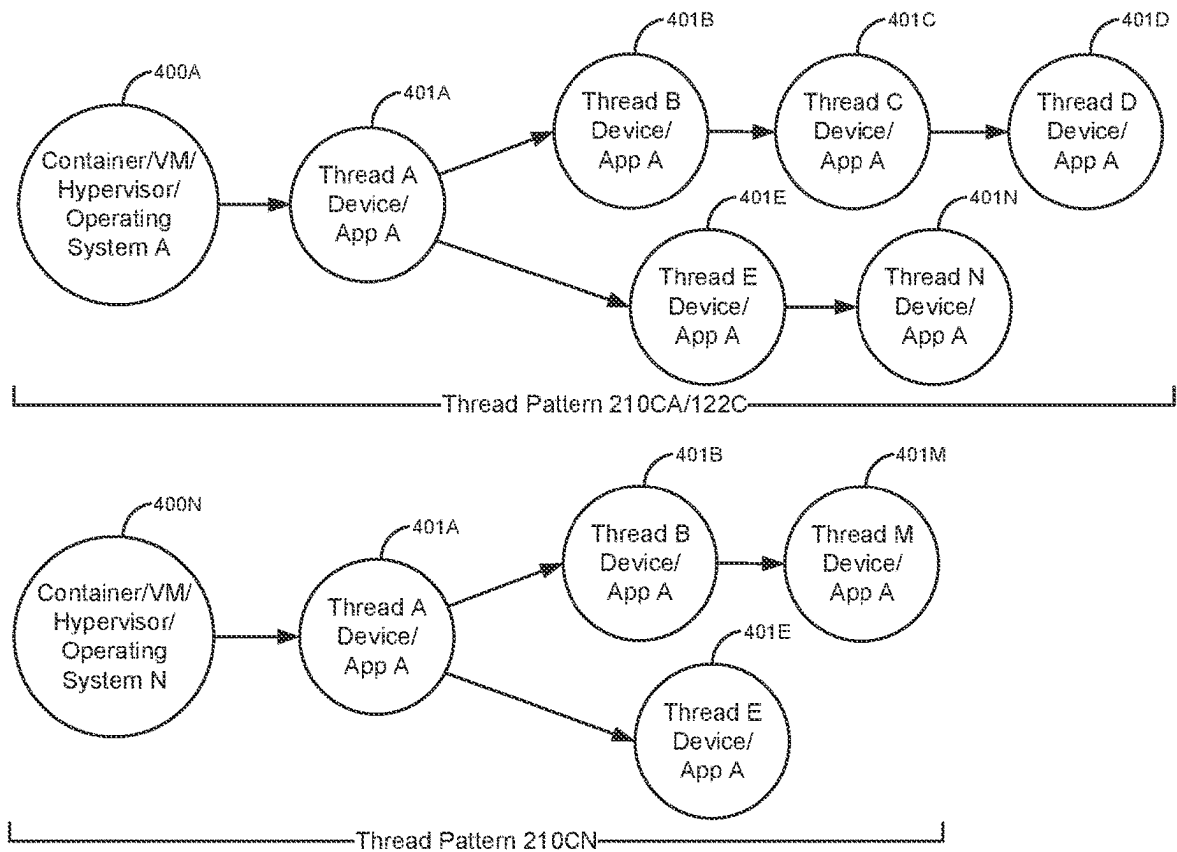 401B
401C
401D
400A
401A
Container/VM/
Hypervisor/
Operating
System A
Thread A
Device/
App A
Thread B
Device/
App A
Thread C
Device/
App A
Thread D
Device/
App A
401E
401N
Thread E
Device/
App A
Thread N
Device/
App A
Thread Pattern 210CA/122C
401B
401M
400N
401A
Container/VM/
Hypervisor/
Operating
System N
Thread A
Device/
App A
Thread B
Device/
App A
Thread M
Device/
App A
401E
Thread E
Device/
App A
Thread Pattern 210CN